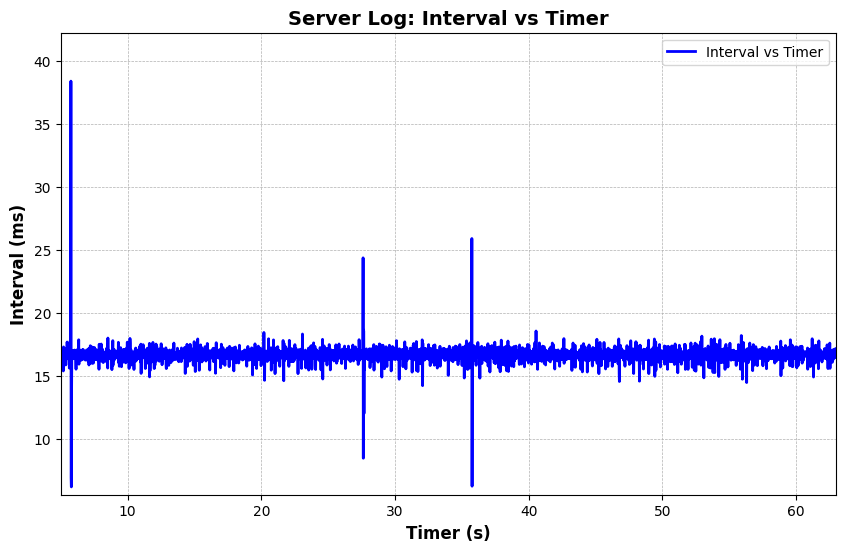 Server Log: Interval vs Timer
Interval vs Timer
40
35
30
25
20
15
10
Interval (ms)
10 20 30 40 50 60
Timer (s)